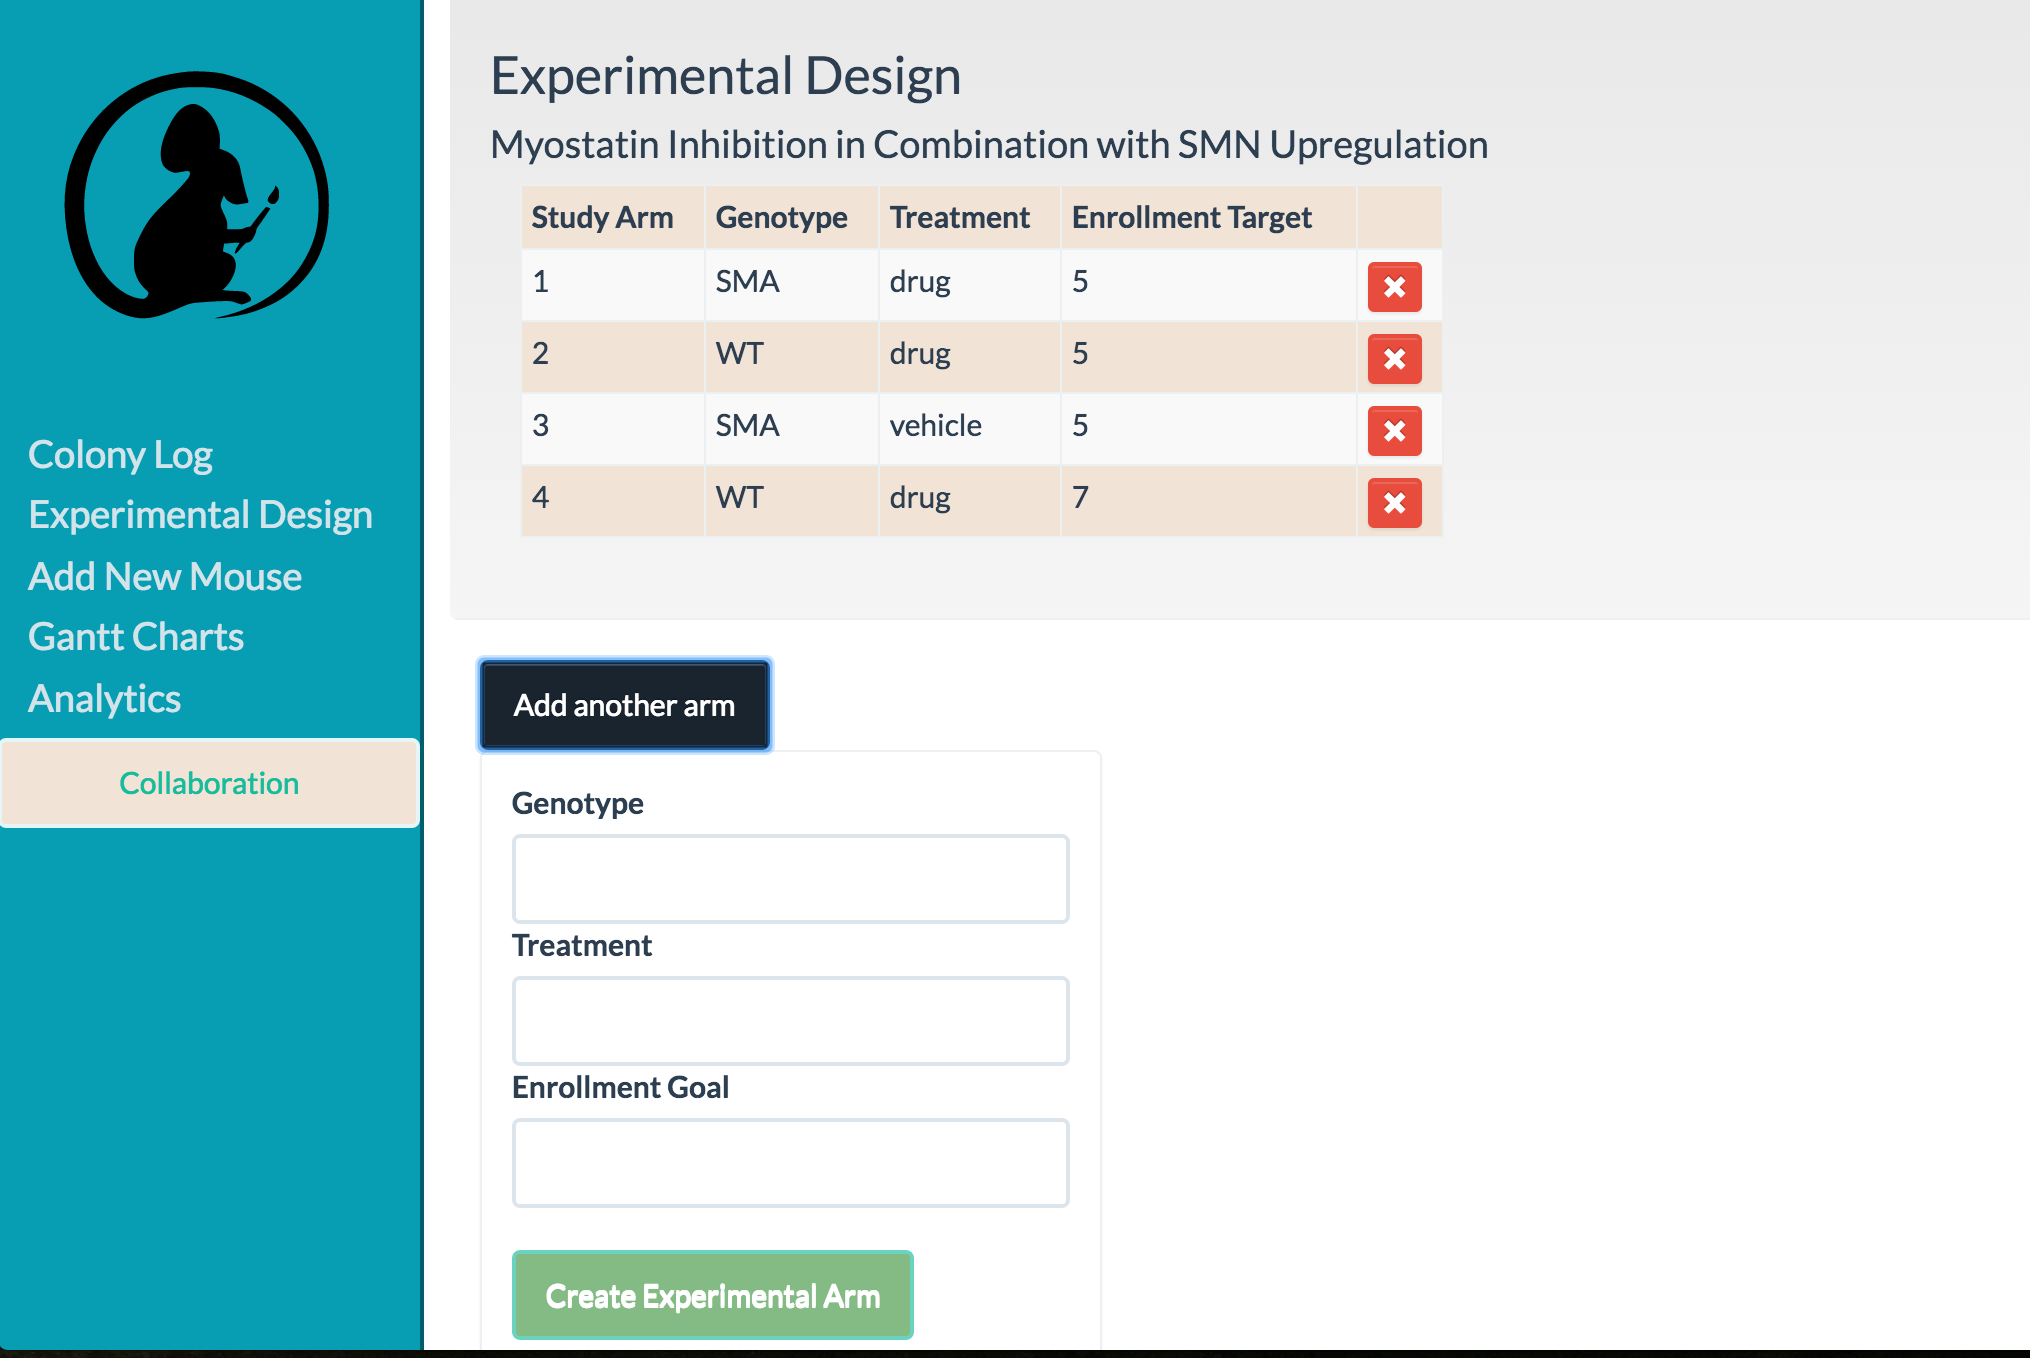 Colony Log
Experimental Design
Add New Mouse
Gantt Charts
Analytics
Collaboration
Experimental Design
Myostatin Inhibition in Combination with SMN Upregulation
Study Arm Genotype Treatment Enrollment Target
1 SMA drug 5
2 WT drug 5
3 SMA vehicle 5
4 WT drug 7
Add another arm
Genotype
Treatment
Enrollment Goal
Create Experimental Arm